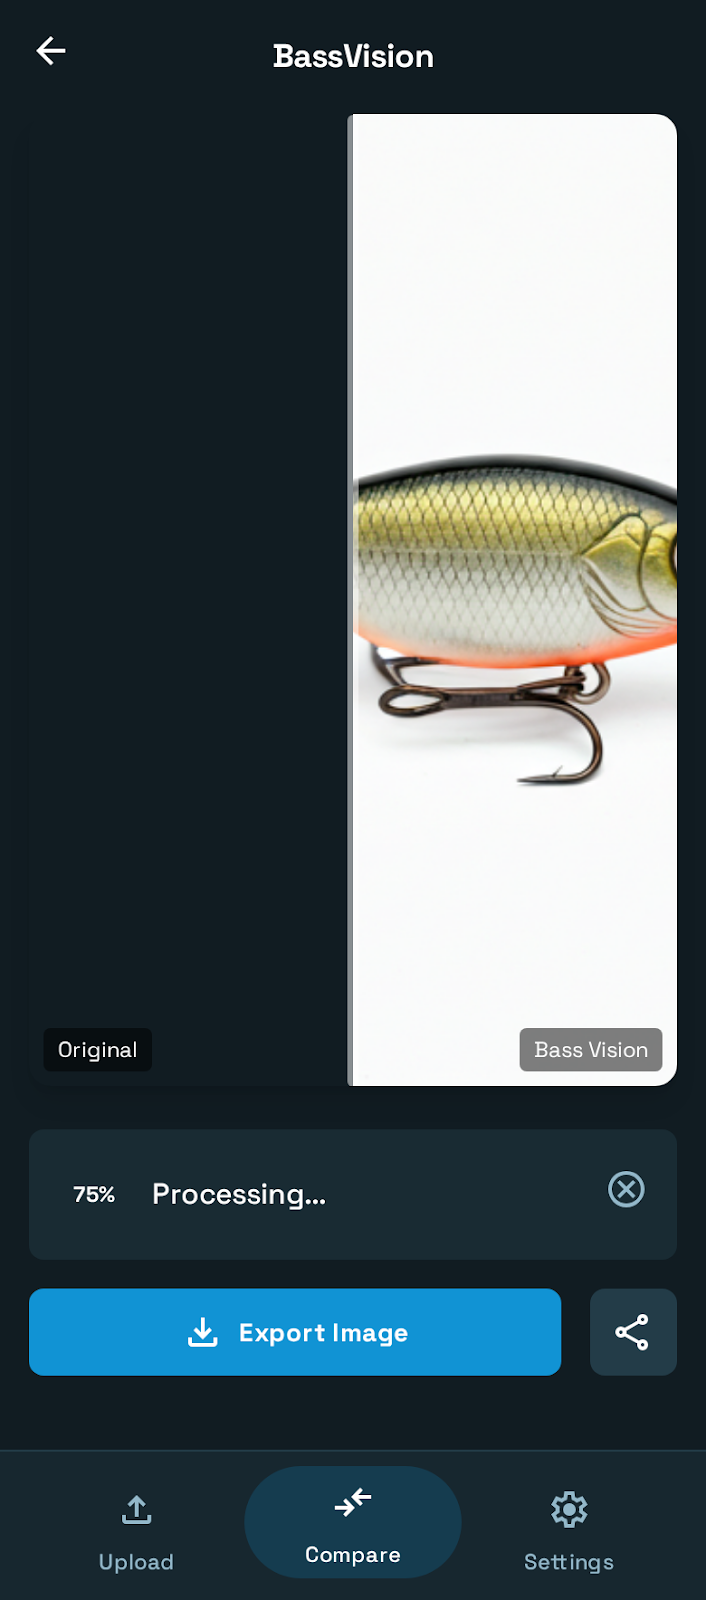 BassVision
Original
Bass Vision
75%
Processing...
Export Image
Upload
Compare
Settings